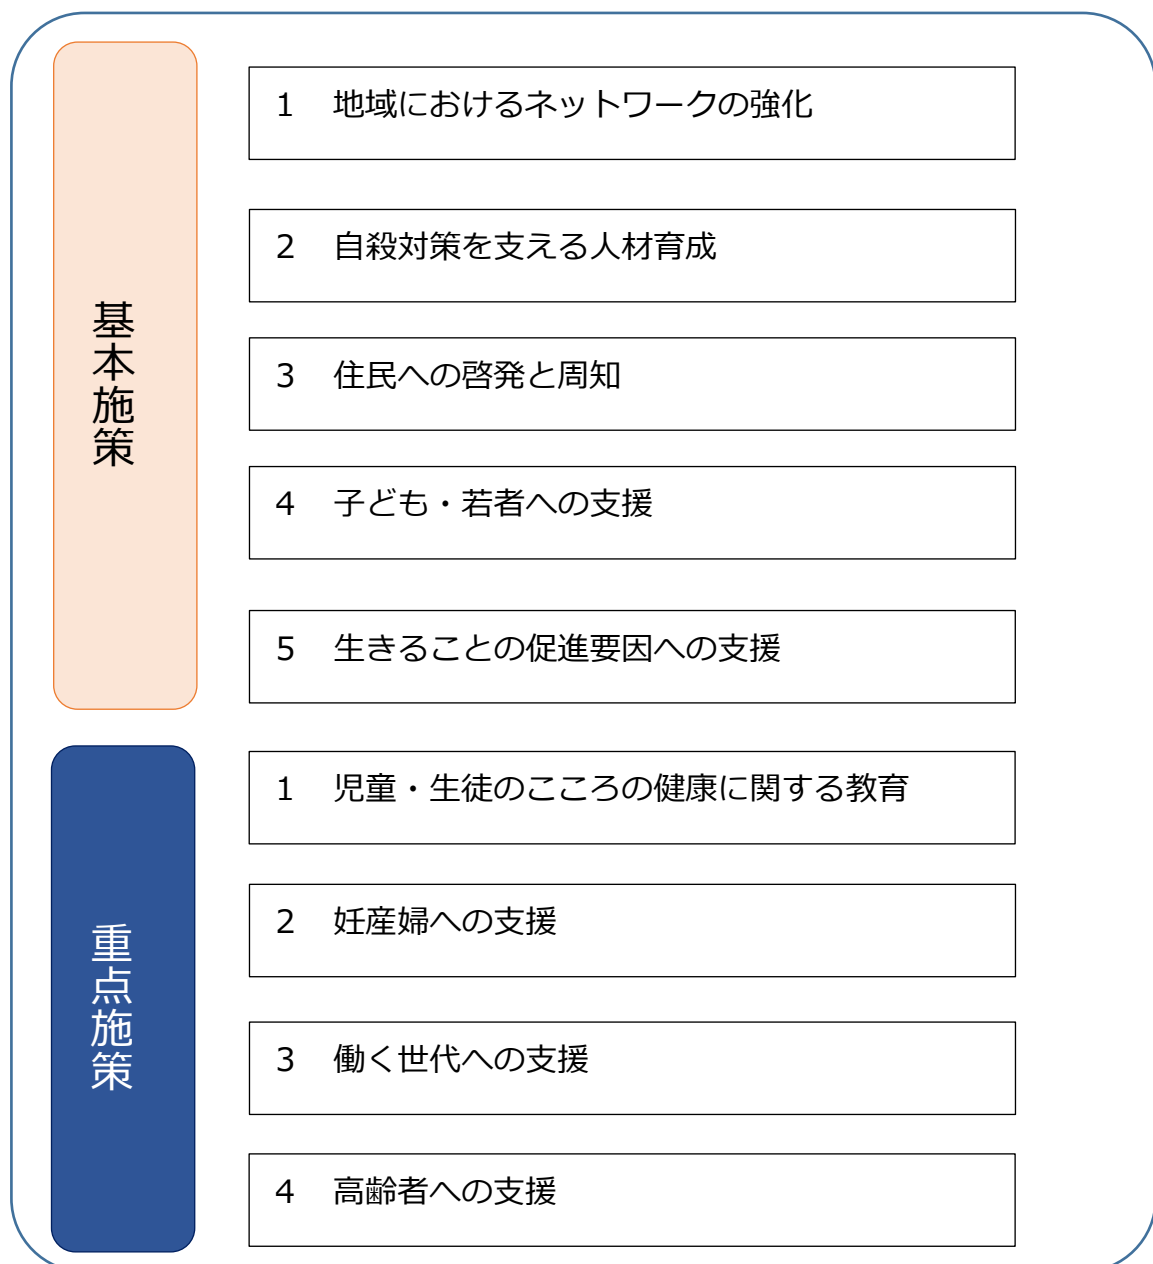 基本施策
1 地域におけるネットワークの強化
2 自殺対策を支える人材育成
3 住民への啓発と周知
4 子ども・若者への支援
5 生きることの促進要因への支援
重点施策
1 児童・生徒のこころの健康に関する教育
2 妊産婦への支援
3 働く世代への支援
4 高齢者への支援